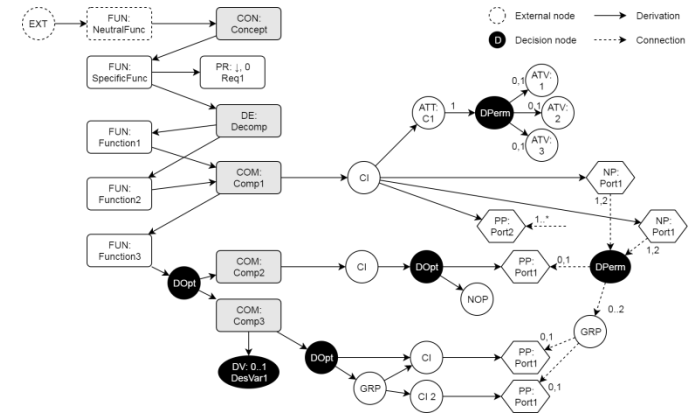 EXT
FUN:
NeutralFunc
CON:
Concept
External node
Derivation
D
Decision node
Connection
FUN:
SpecificFunc
PR: ↓, 0
Req1
DE:
Decomp
FUN:
Function1
FUN:
Function2
COM:
Comp1
CI
ATT:
C1
1
DPerm
0,1
ATV:
1
0,1
ATV:
2
0,1
ATV:
3
NP:
Port1
1,2
PP:
Port2
1..*
NP:
Port1
1,2
FUN:
Function3
DOpt
COM:
Comp2
CI
DOpt
PP:
Port1
0,1
DPerm
NOP
COM:
Comp3
0..2
GRP
DV: 0..1
DesVar1
DOpt
CI
PP:
Port1
0,1
GRP
CI 2
PP:
Port1
0,1